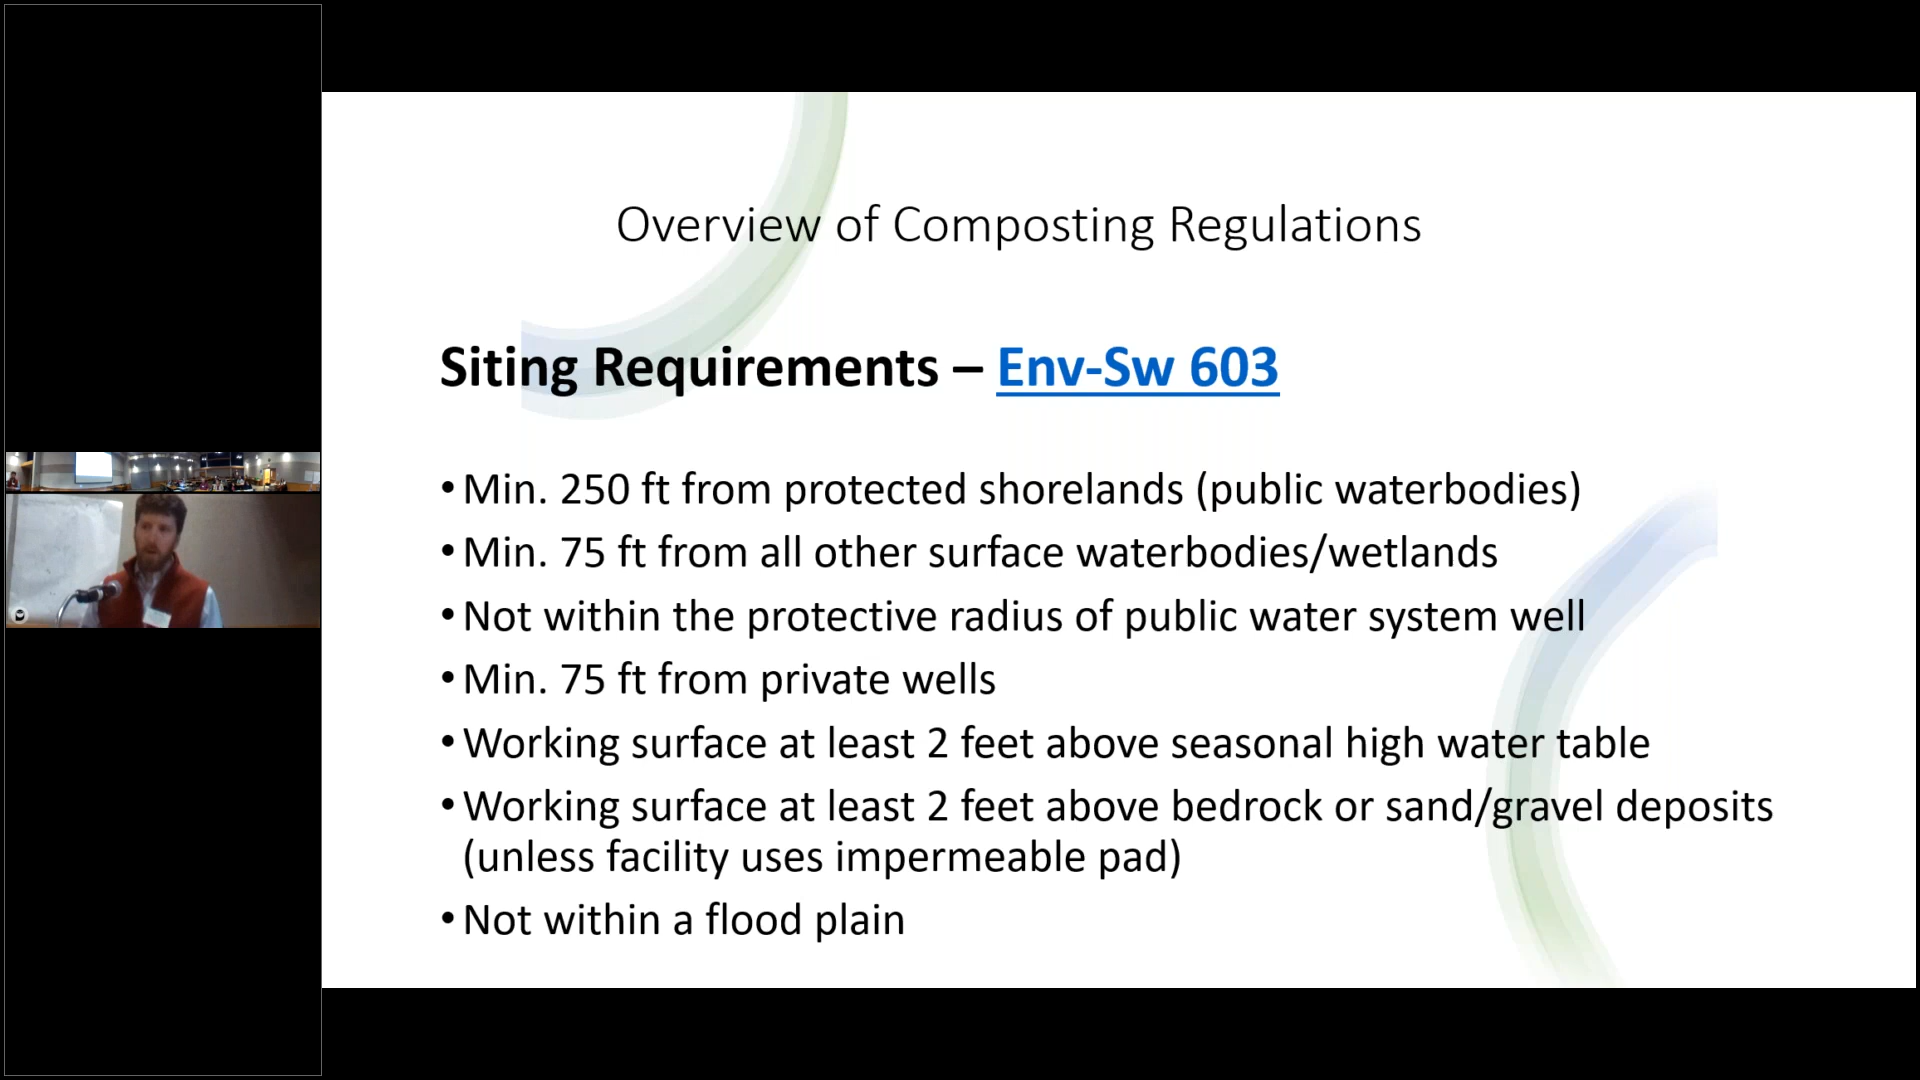 Overview of Composting Regulations
Siting Requirements – Env-Sw 603
• Min. 250 ft from protected shorelands (public waterbodies)
• Min. 75 ft from all other surface waterbodies/wetlands
• Not within the protective radius of public water system well
• Min. 75 ft from private wells
• Working surface at least 2 feet above seasonal high water table
• Working surface at least 2 feet above bedrock or sand/gravel deposits
(unless facility uses impermeable pad)
• Not within a flood plain